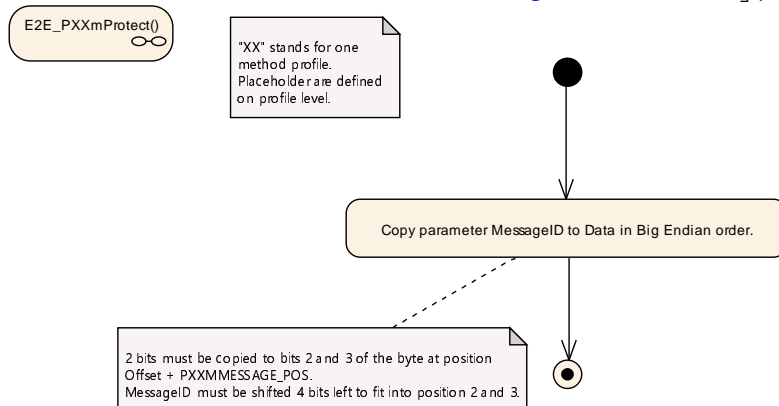 E2E_PXXmProtect()
"XX" stands for one
method profile.
Placeholder are defined
on profile level.
Copy parameter MessageID to Data in Big Endian order.
2 bits must be copied to bits 2 and 3 of the byte at position
Offset + PXXMMESSAGE_POS.
MessageID must be shifted 4 bits left to fit into position 2 and 3.